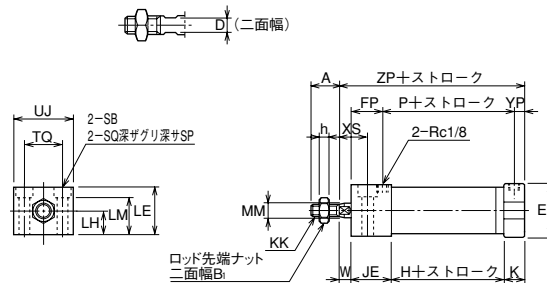 D (二面幅)
A
ZP+ストローク
UJ
2-SB
FP
P+ストローク
YP
TQ
2-SQ深ザグリ深サSP
h
XS
2-Rc1/8
MM
LH
LM
LE
E
KK
ロッド先端ナット
二面幅B1
W
JE
H+ストローク
K